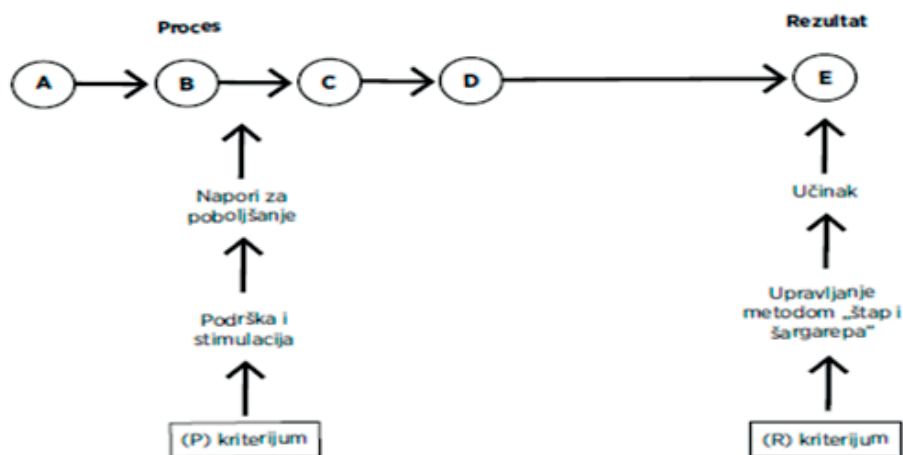 Proces
Rezultat
A
B
C
D
E
Napori za
poboljšanje
Učinak
Podrška i
stimulacija
Upravljanje
metodom „štap i
šargarepa“
(P) kriterijum
(R) kriterijum